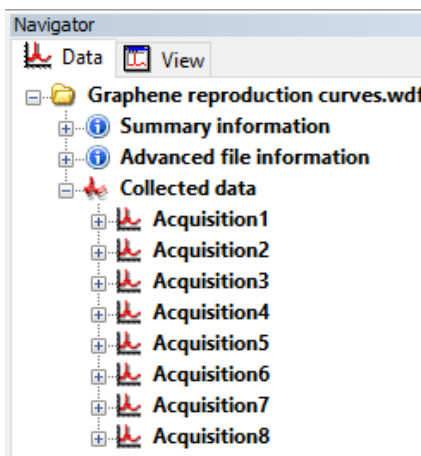 Navigator
Data View
Graphene reproduction curves.wdf
Summary information
Advanced file information
Collected data
Acquisition1
Acquisition2
Acquisition3
Acquisition4
Acquisition5
Acquisition6
Acquisition7
Acquisition8